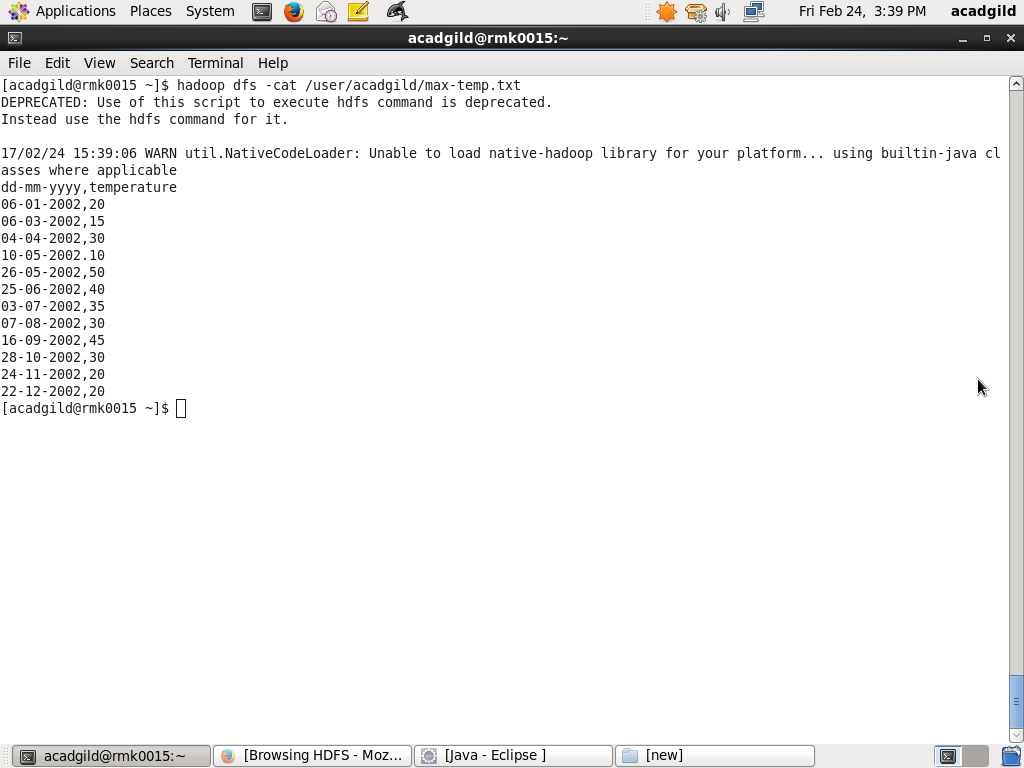 Applications Places System Fri Feb 24, 3:39 PM acadgild
acadgild@rmk0015:~
File Edit View Search Terminal Help
[acadgild@rmk0015 ~]$ hadoop dfs -cat /user/acadgild/max-temp.txt
DEPRECATED: Use of this script to execute hdfs command is deprecated.
Instead use the hdfs command for it.
17/02/24 15:39:06 WARN util.NativeCodeLoader: Unable to load native-hadoop library for your platform... using builtin-java cl
asses where applicable
dd-mm-yyyy,temperature
06-01-2002,20
06-03-2002,15
04-04-2002,30
10-05-2002.10
26-05-2002,50
25-06-2002,40
03-07-2002,35
07-08-2002,30
16-09-2002,45
28-10-2002,30
24-11-2002,20
22-12-2002,20
[acadgild@rmk0015 ~]$
acadgild@rmk0015:~ [Browsing HDFS - Moz... [Java - Eclipse ] [new]